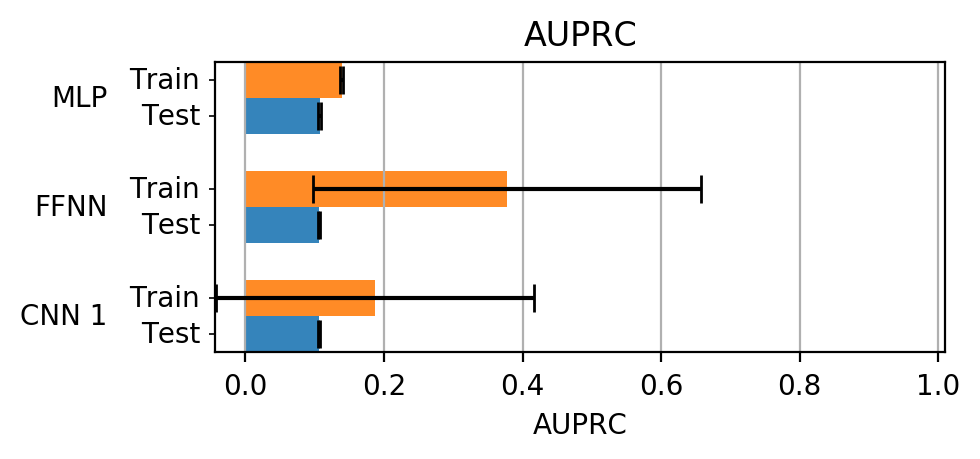 AUPRC
MLP
Train
Test
FFNN
Train
Test
CNN 1
Train
Test
0.0 0.2 0.4 0.6 0.8 1.0
AUPRC